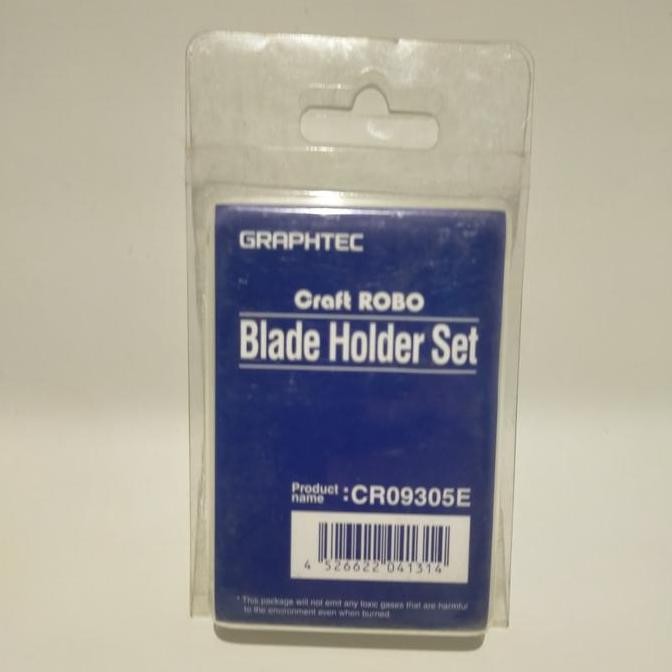 GRAPHTEC
Craft ROBO
Blade Holder Set
Product name :CR09305E
4 526622 041314
* This package will not emit any toxic gases that are harmful
to the environment even when burned.